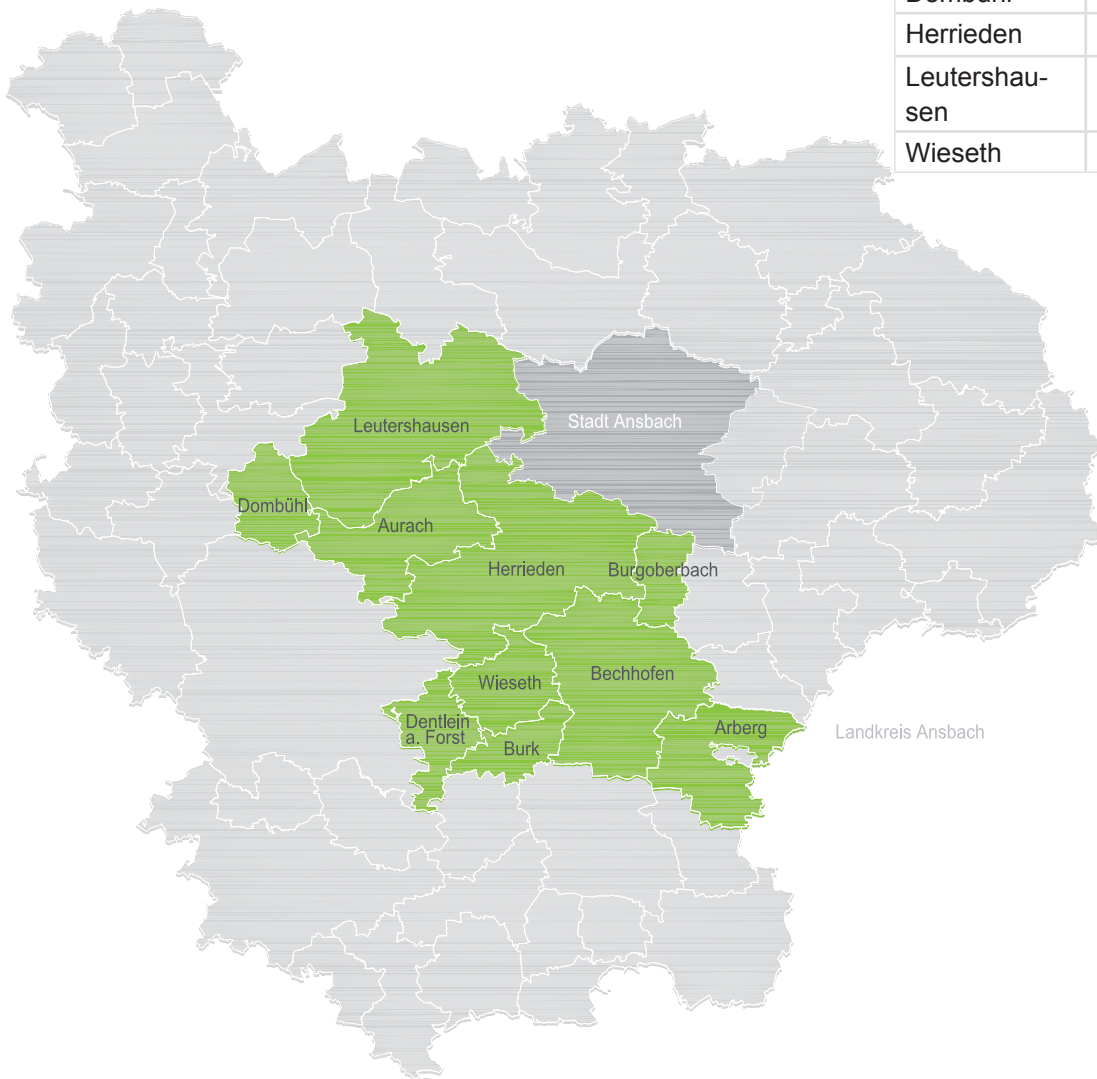 Dombühl
Herrieden
Leutershau-
sen
Wieseth
Leutershausen
Stadt Ansbach
Dombühl
Aurach
Herrieden
Burgoberbach
Wieseth
Bechhofen
Dentlein
a. Forst
Burk
Arberg
Landkreis Ansbach